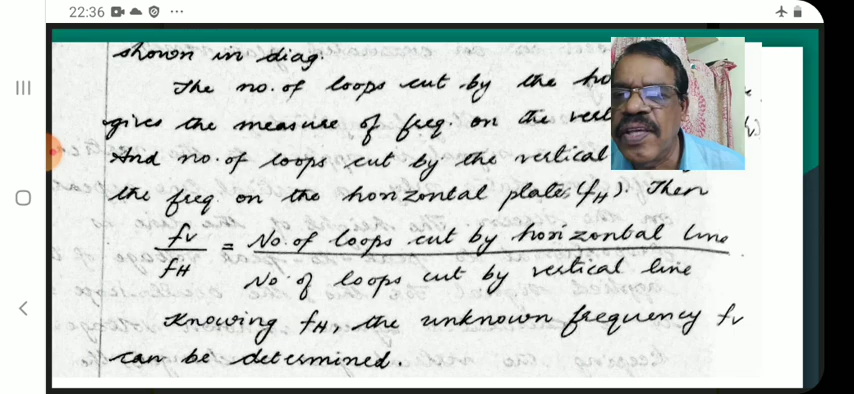 22:36
shown in diag.
The no. of loops cut by the
gives the measure of freq. on the
And no. of loops cut by the vertical
the freq. on the horizontal plates (fH). Then
fv / fH = No. of loops cut by horizontal line / No. of loops cut by vertical line
Knowing fH, the unknown frequency fv
can be determined.